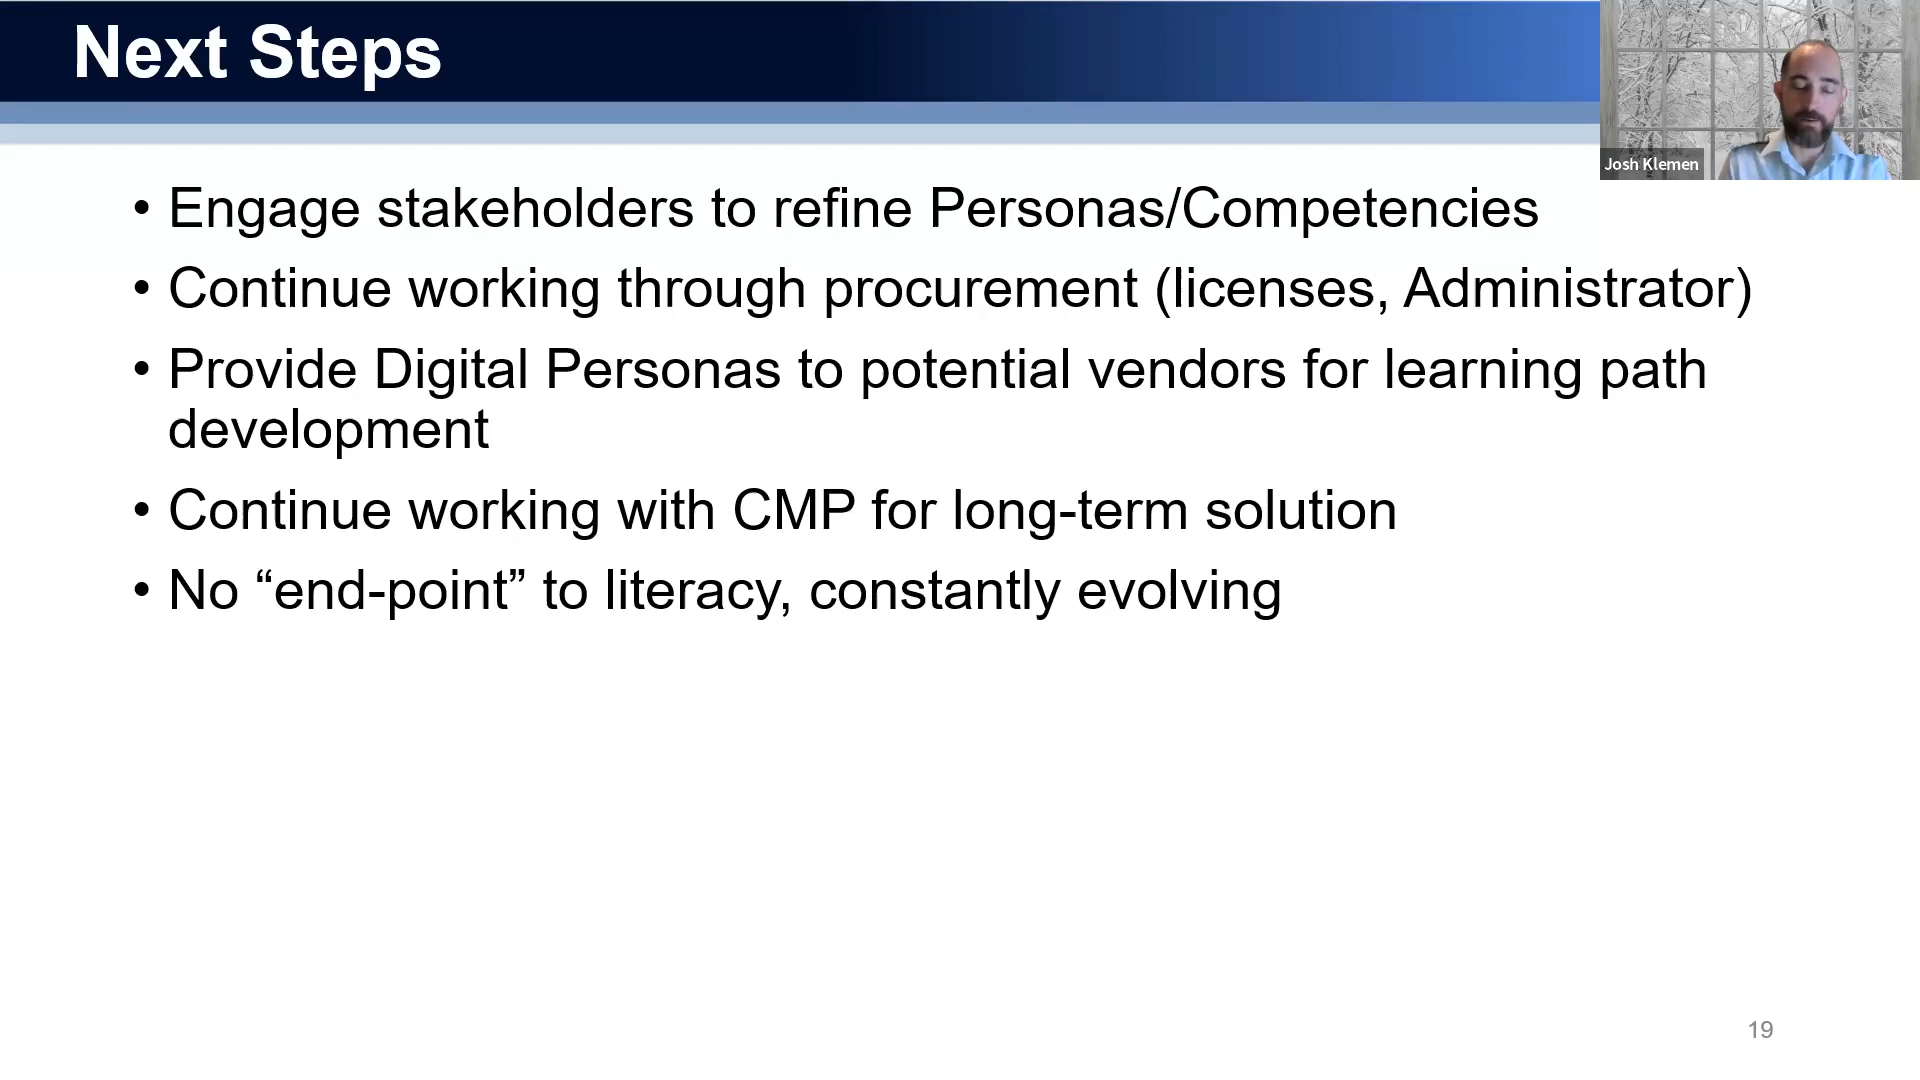 Next Steps
Josh Klemen
• Engage stakeholders to refine Personas/Competencies
• Continue working through procurement (licenses, Administrator)
• Provide Digital Personas to potential vendors for learning path
development
• Continue working with CMP for long-term solution
• No “end-point” to literacy, constantly evolving
19